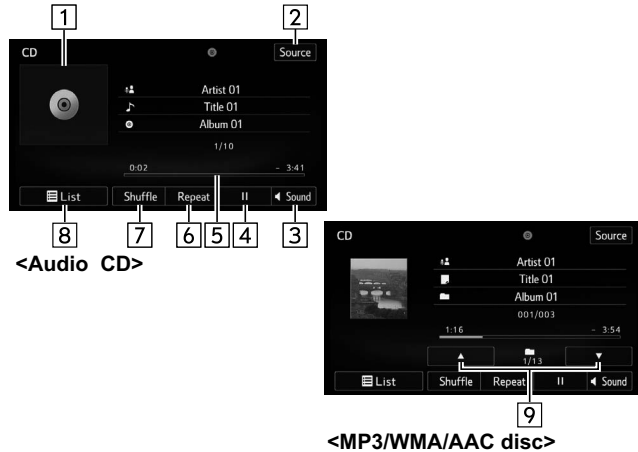 1 2
CD Source
Artist 01
Title 01
Album 01
1/10
0:02 - 3:41
List Shuffle Repeat II Sound
8 7 6 5 4 3
<Audio CD>
CD Source
Artist 01
Title 01
Album 01
001/003
1:16 - 3:54
▲ 1/13 ▼
List Shuffle Repeat II Sound
9
<MP3/WMA/AAC disc>